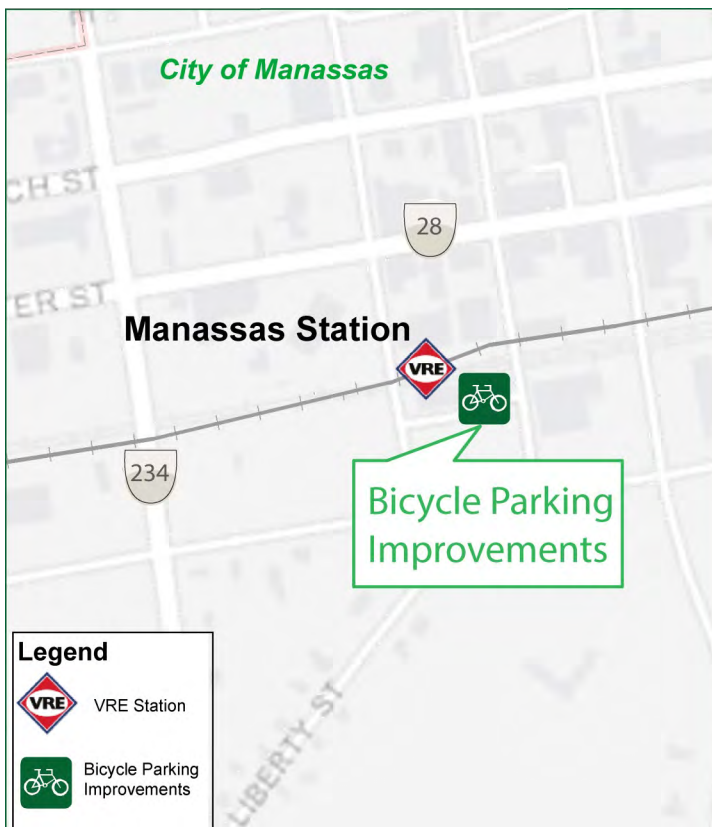 City of Manassas
CH ST
28
TER ST
Manassas Station
VRE
234
Bicycle Parking
Improvements
LIBERTY ST
Legend
VRE
VRE Station
Bicycle Parking
Improvements